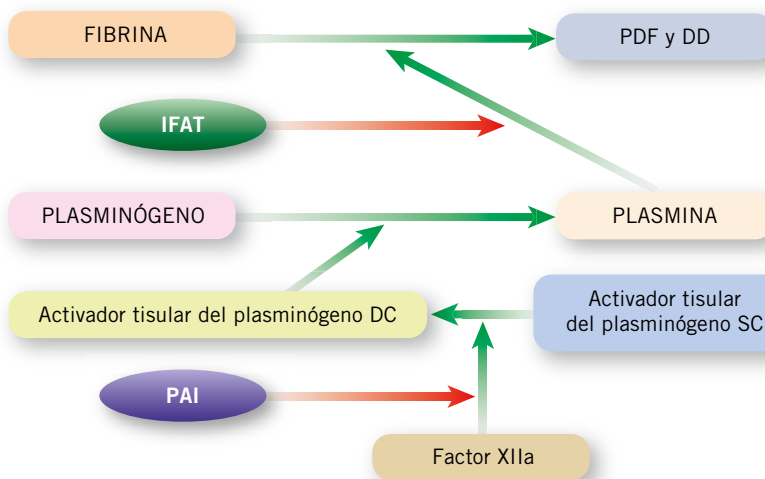 FIBRINA
PDF y DD
IFAT
PLASMINÓGENO
PLASMINA
Activador tisular del plasminógeno DC
Activador tisular
del plasminógeno SC
PAI
Factor XIIa